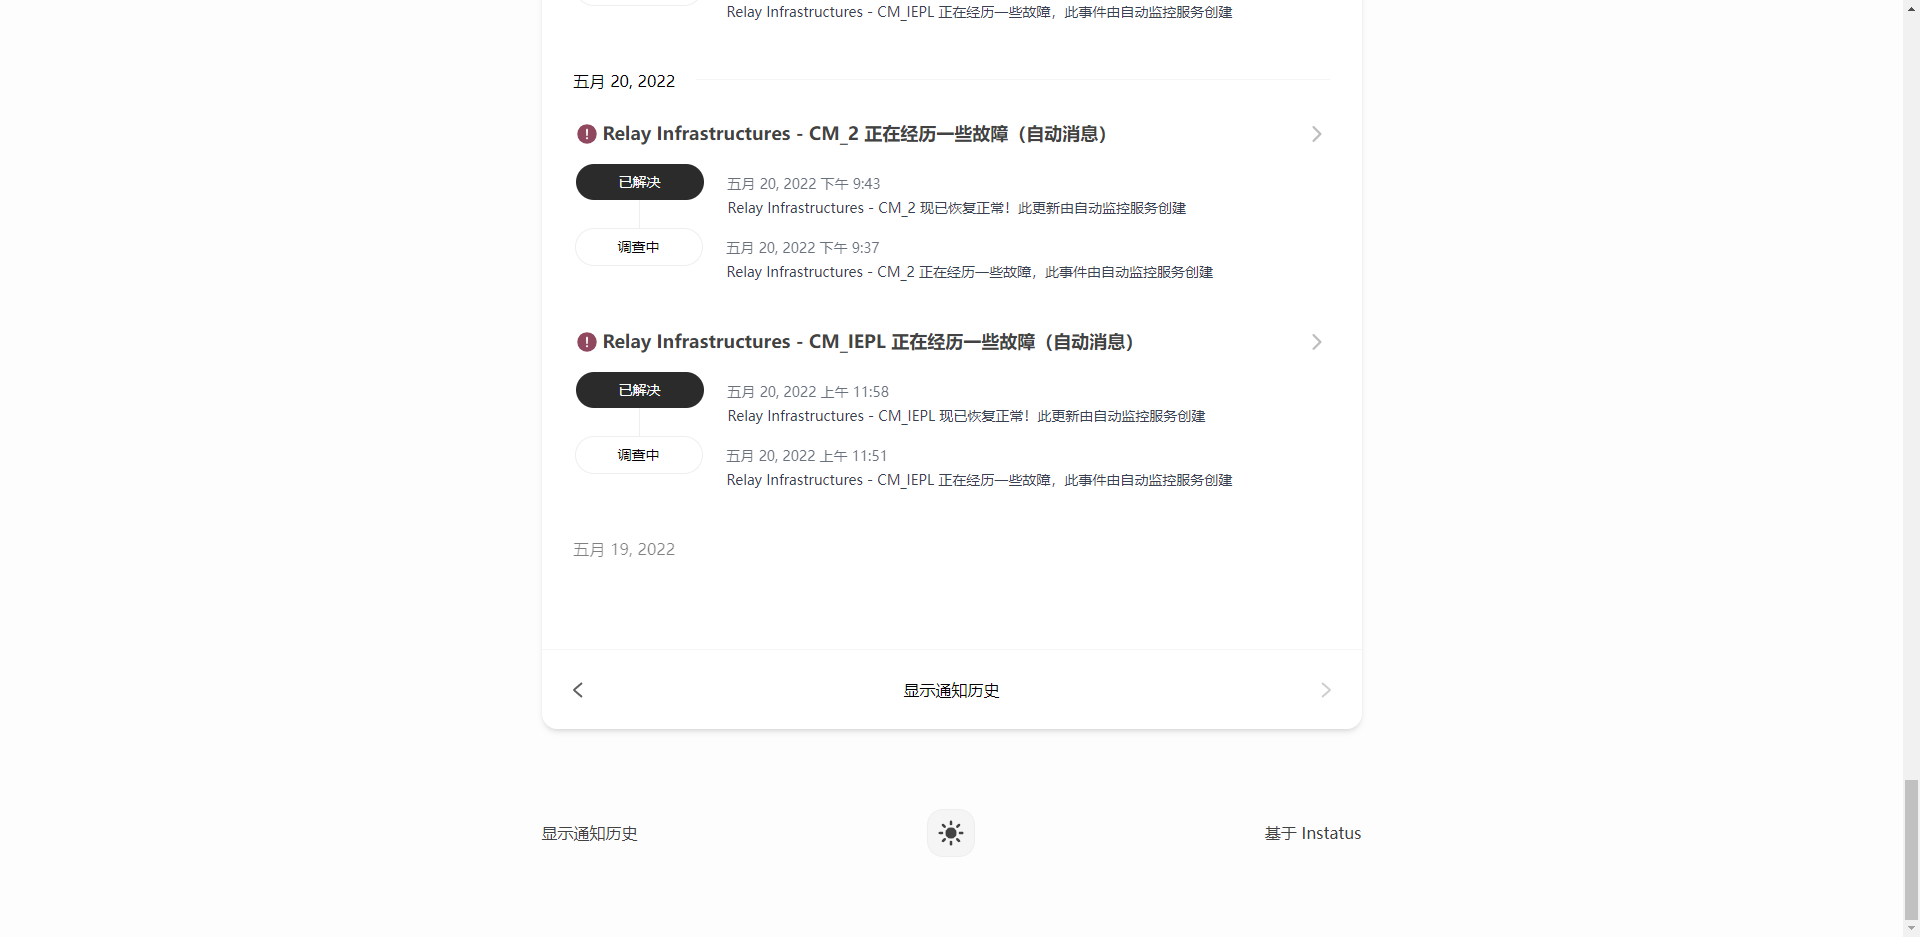 Relay Infrastructures - CM_IEPL 正在经历一些故障，此事件由自动监控服务创建
五月 20, 2022
Relay Infrastructures - CM_2 正在经历一些故障（自动消息）
已解决
五月 20, 2022 下午 9:43
Relay Infrastructures - CM_2 现已恢复正常！此更新由自动监控服务创建
调查中
五月 20, 2022 下午 9:37
Relay Infrastructures - CM_2 正在经历一些故障，此事件由自动监控服务创建
Relay Infrastructures - CM_IEPL 正在经历一些故障（自动消息）
已解决
五月 20, 2022 上午 11:58
Relay Infrastructures - CM_IEPL 现已恢复正常！此更新由自动监控服务创建
调查中
五月 20, 2022 上午 11:51
Relay Infrastructures - CM_IEPL 正在经历一些故障，此事件由自动监控服务创建
五月 19, 2022
显示通知历史
显示通知历史
基于 Instatus